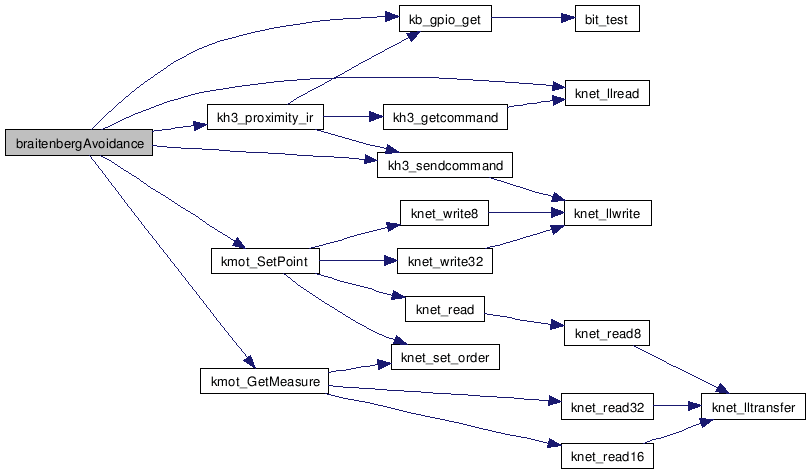 kb_gpio_get
bit_test
knet_llread
kh3_proximity_ir
kh3_getcommand
braitenbergAvoidance
kh3_sendcommand
knet_write8
knet_llwrite
kmot_SetPoint
knet_write32
knet_read
knet_read8
knet_set_order
kmot_GetMeasure
knet_read32
knet_lltransfer
knet_read16